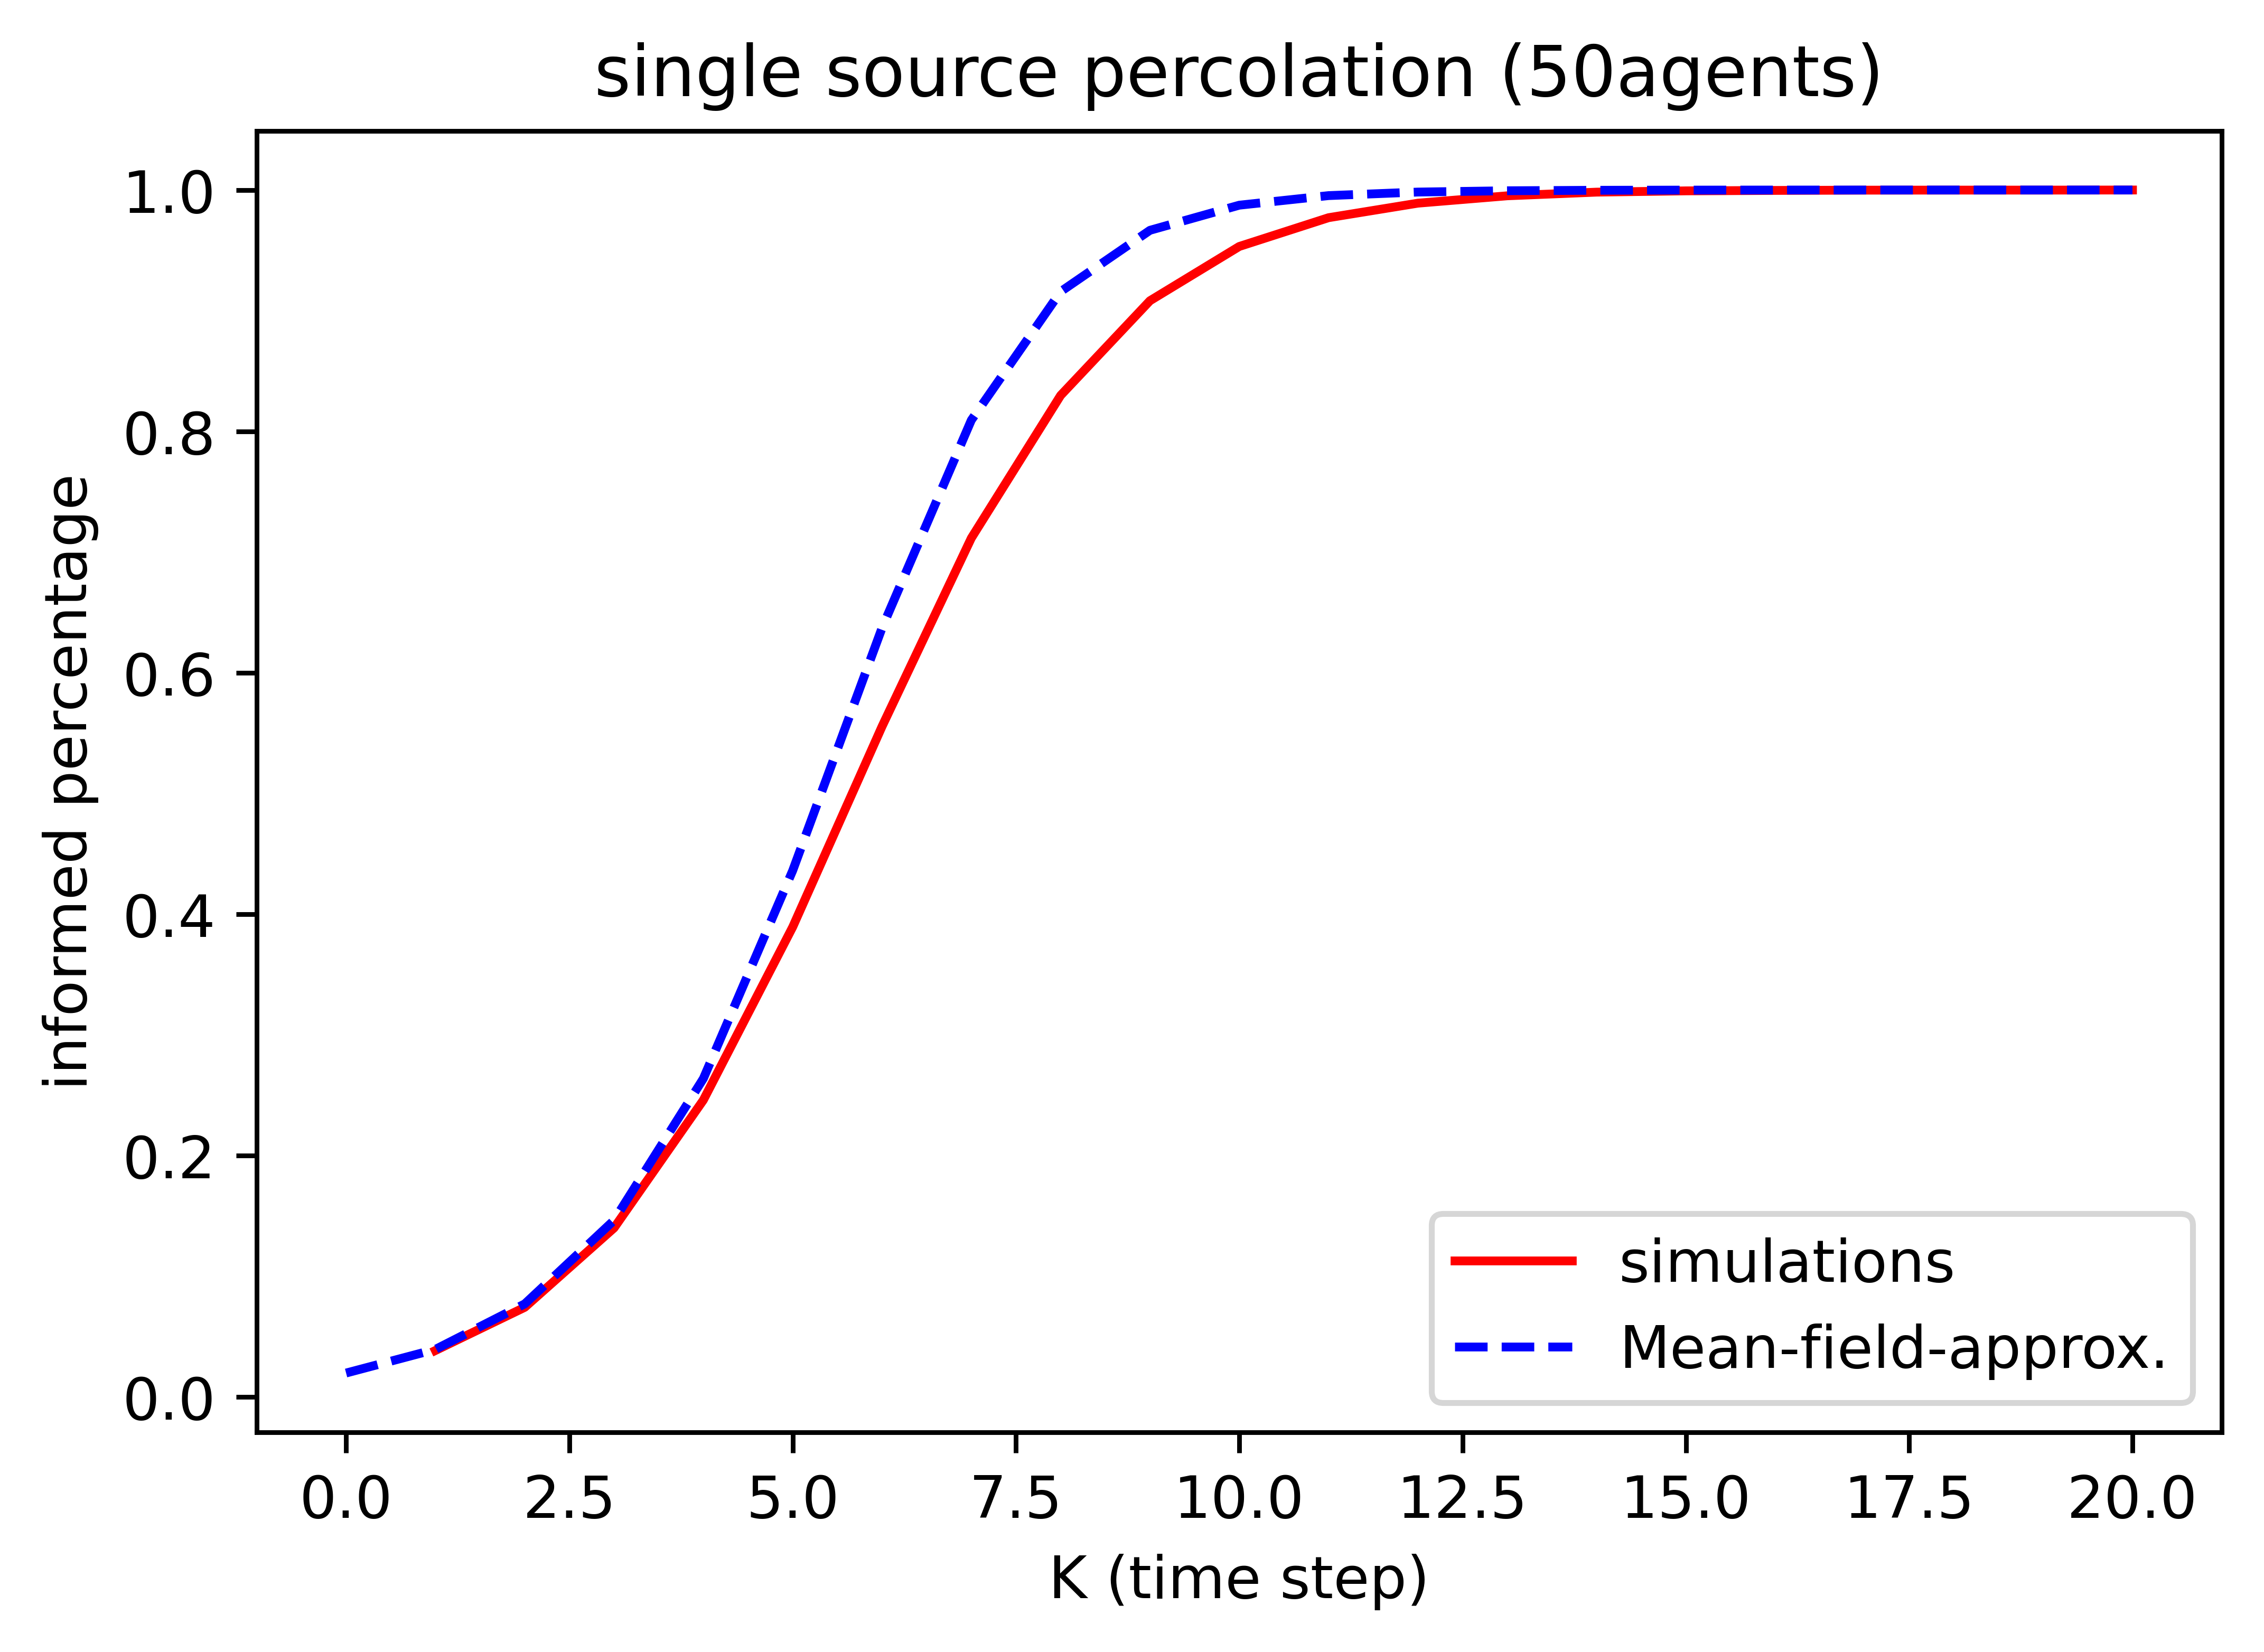 single source percolation (50agents)
informed percentage
1.0
0.8
0.6
0.4
0.2
0.0
simulations
Mean-field-approx.
0.0 2.5 5.0 7.5 10.0 12.5 15.0 17.5 20.0
K (time step)